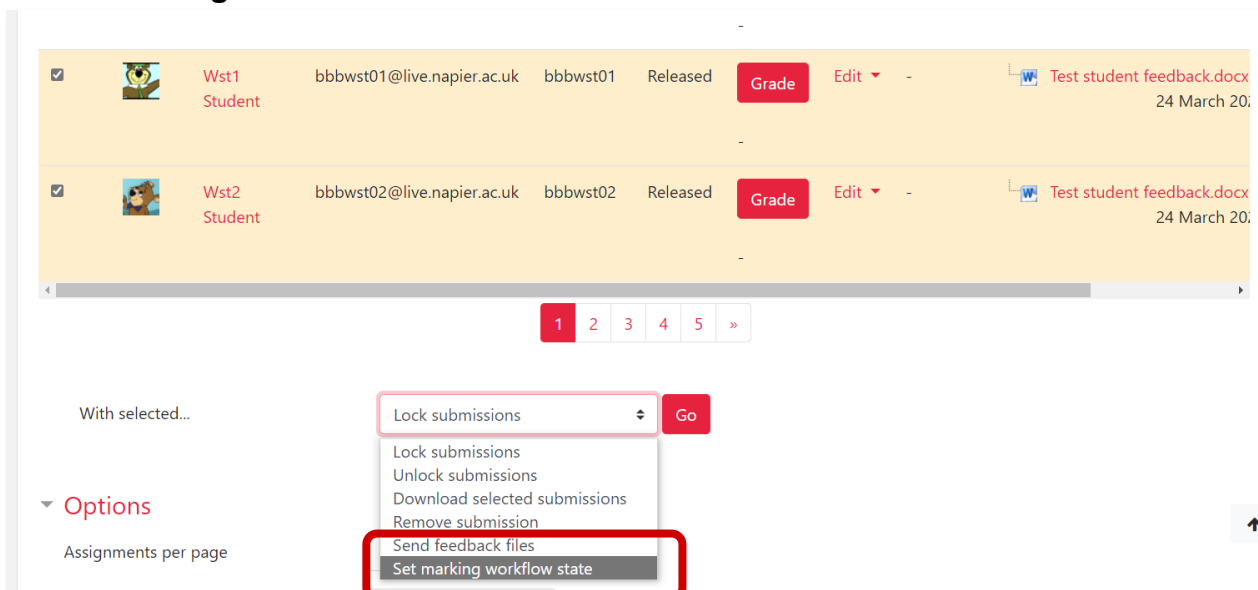 -
Wst1 bbbwst01@live.napier.ac.uk bbbwst01 Released Grade Edit - Test student feedback.docx
Student 24 March 202
-
Wst2 bbbwst02@live.napier.ac.uk bbbwst02 Released Grade Edit - Test student feedback.docx
Student 24 March 202
-
1 2 3 4 5 »
With selected... Lock submissions Go
Lock submissions
Unlock submissions
Download selected submissions
Options
Remove submission
Send feedback files
Assignments per page
Set marking workflow state